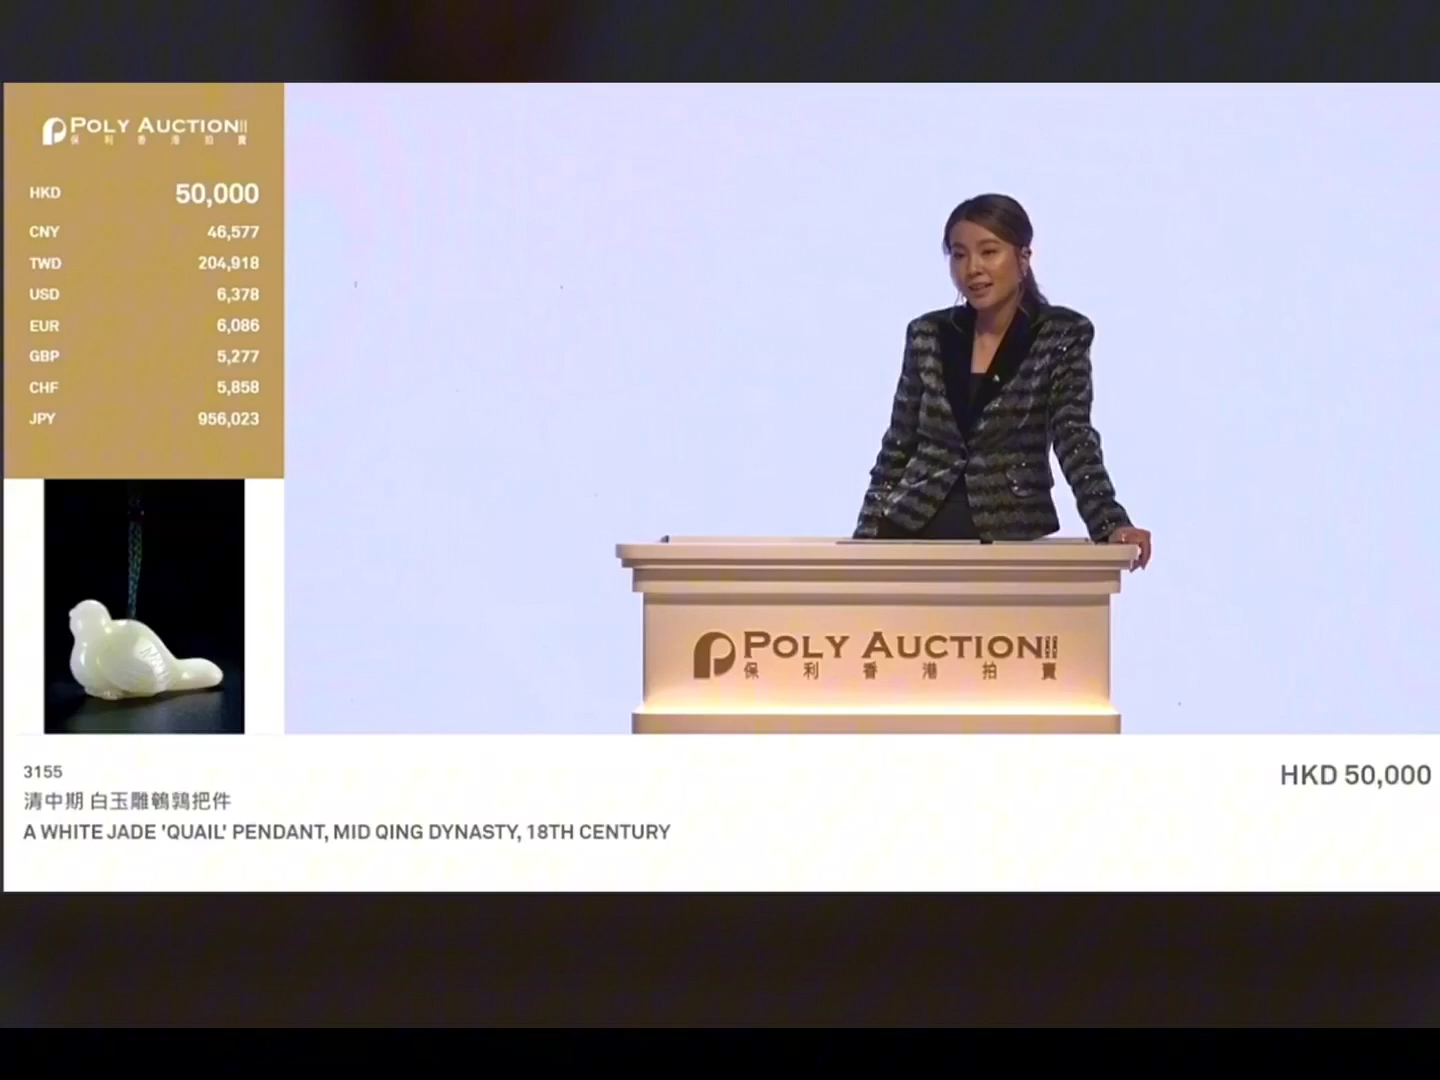 POLY AUCTION
保利香港拍賣
HKD 50,000
CNY 46,577
TWD 204,918
USD 6,378
EUR 6,086
GBP 5,277
CHF 5,858
JPY 956,023
POLY AUCTION
保利香港拍賣
3155
HKD 50,000
清中期 白玉雕鵪鶉把件
A WHITE JADE 'QUAIL' PENDANT, MID QING DYNASTY, 18TH CENTURY